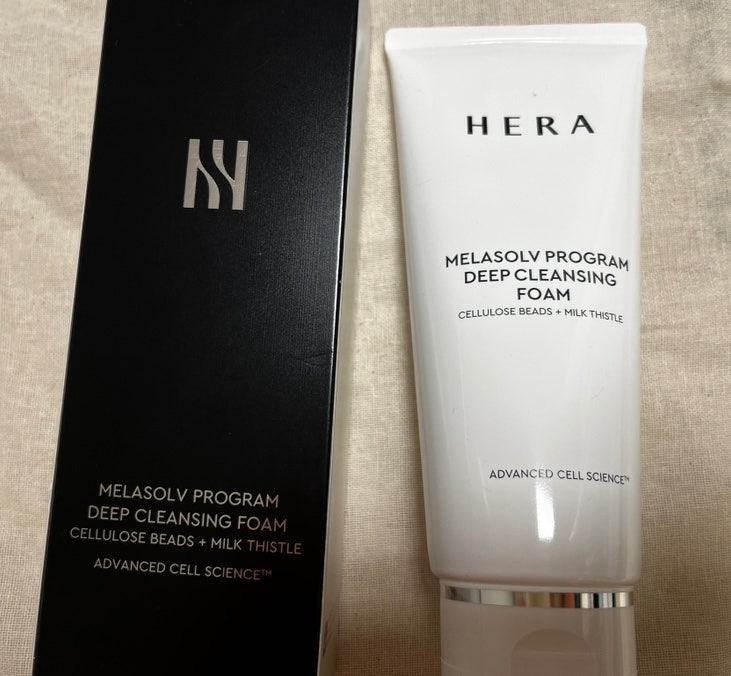 MELASOLV PROGRAM
DEEP CLEANSING FOAM
CELLULOSE BEADS + MILK THISTLE
ADVANCED CELL SCIENCE™
HERA
MELASOLV PROGRAM
DEEP CLEANSING
FOAM
CELLULOSE BEADS + MILK THISTLE
ADVANCED CELL SCIENCE™